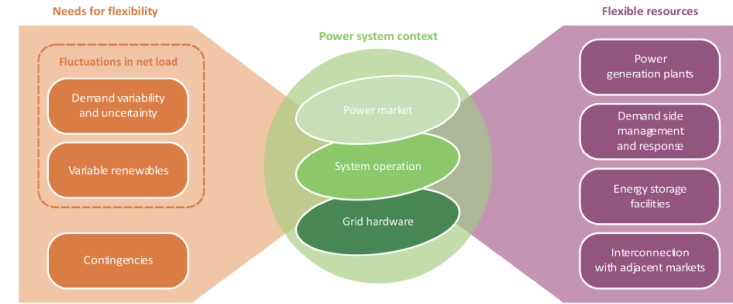 Needs for flexibility
Fluctuations in net load
Demand variability
and uncertainty
Variable renewables
Contingencies
Power system context
Power market
System operation
Grid hardware
Flexible resources
Power
generation plants
Demand side
management
and response
Energy storage
facilities
Interconnection
with adjacent markets